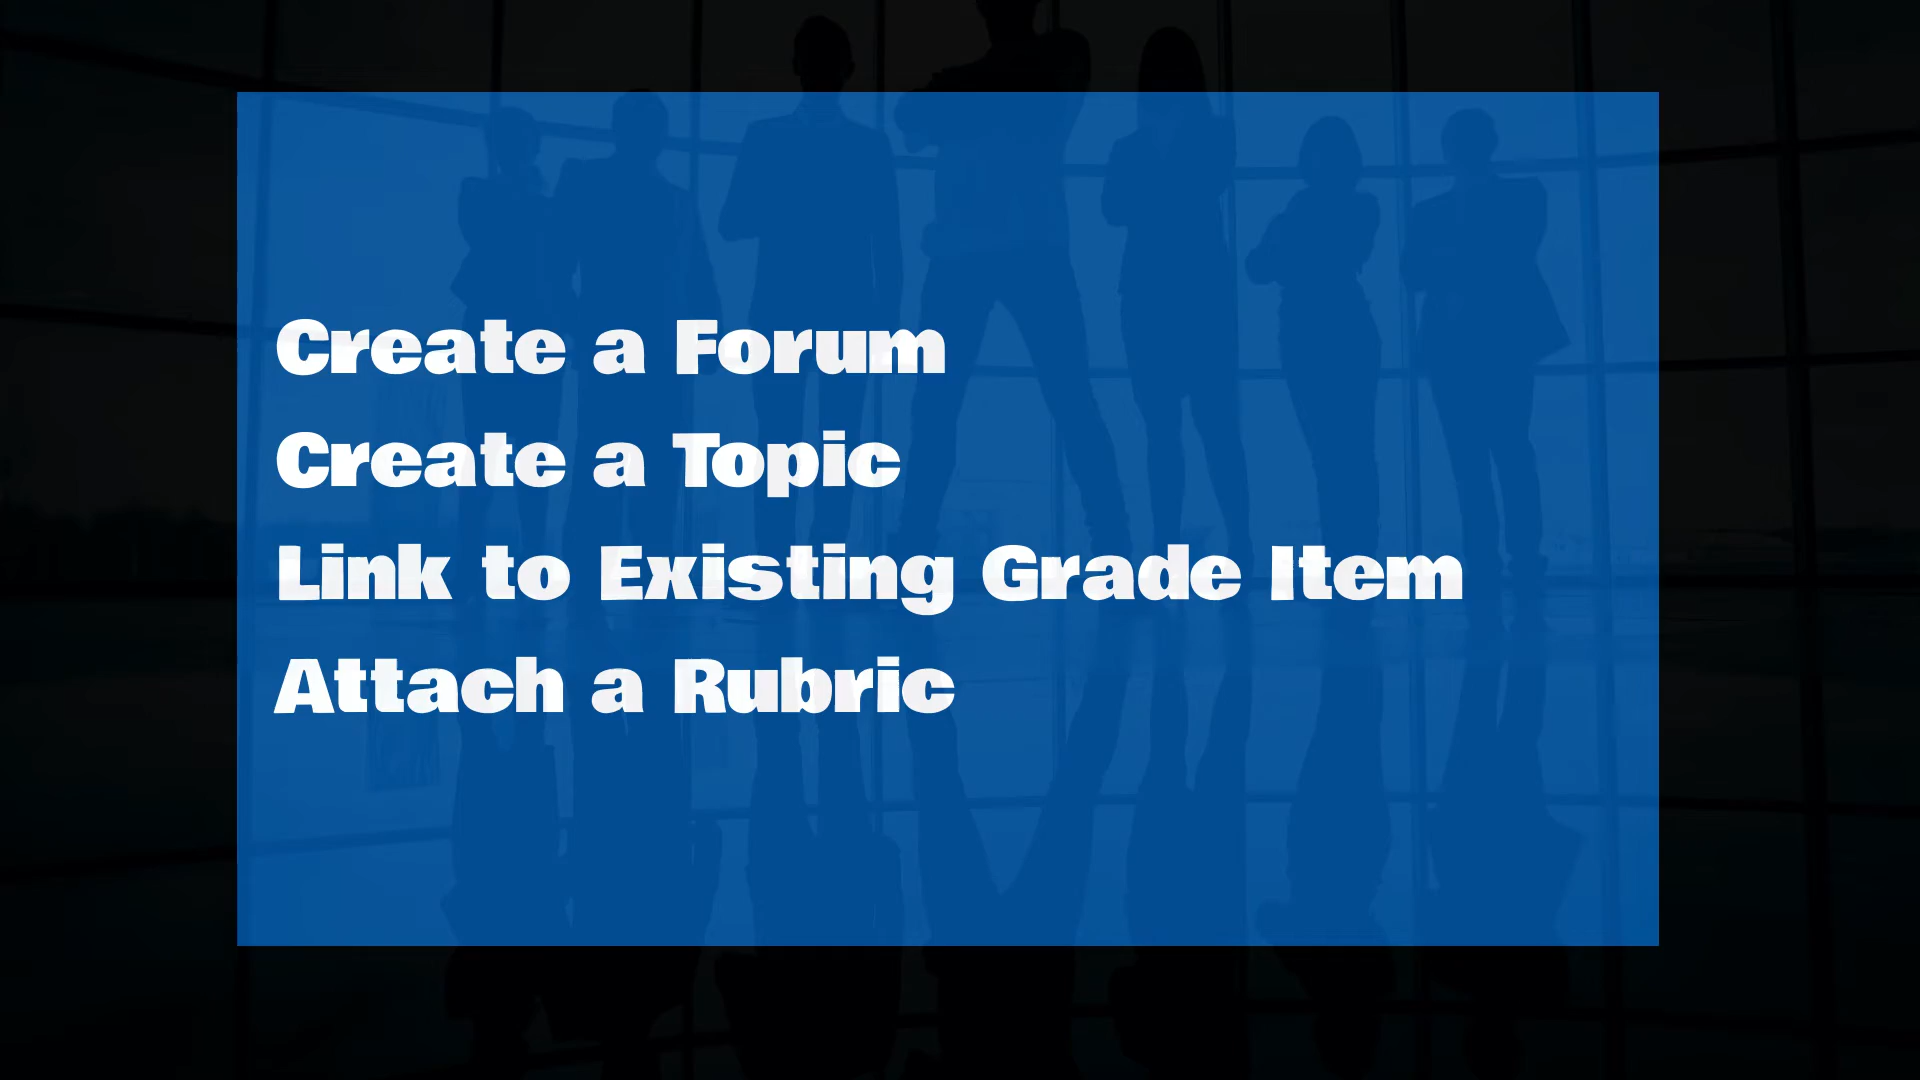 Create a Forum
Create a Topic
Link to Existing Grade Item
Attach a Rubric